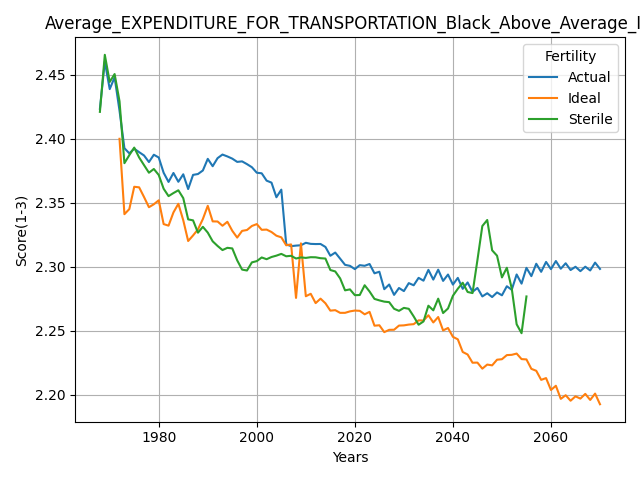 Average_EXPENDITURE_FOR_TRANSPORTATION_Black_Above_Average_I
Fertility
Actual
Ideal
Sterile
Score(1-3)
2.45
2.40
2.35
2.30
2.25
2.20
1980 2000 2020 2040 2060
Years